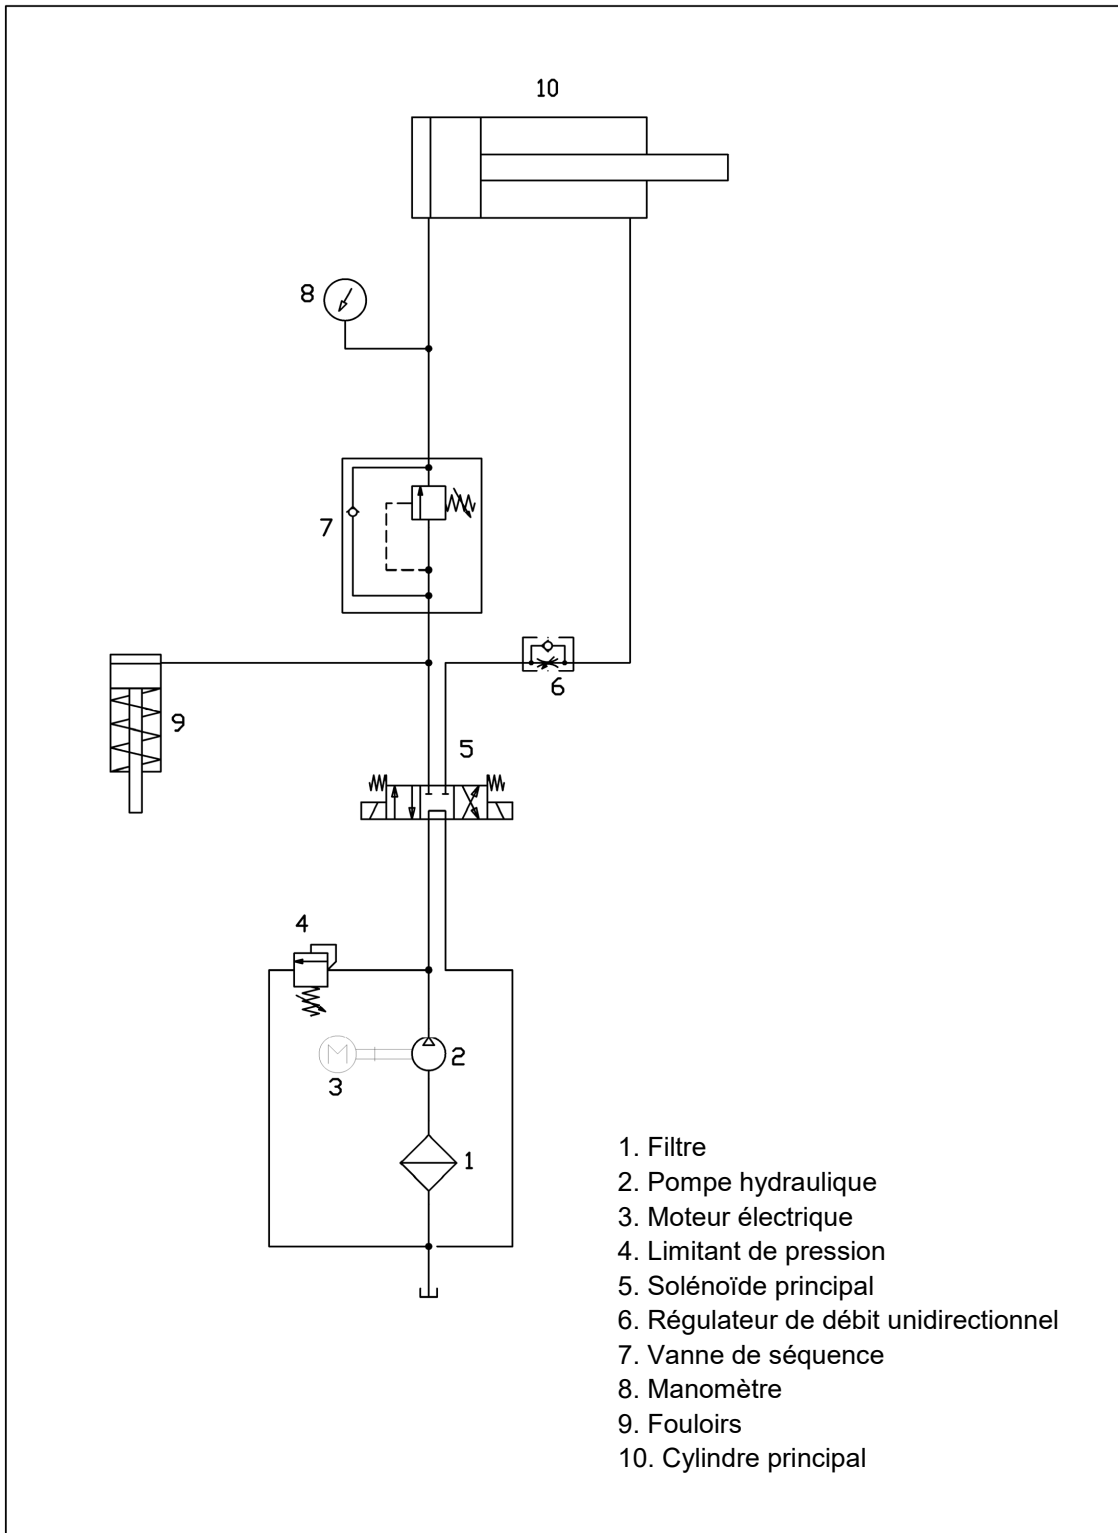 10
8
7
6
9
5
4
M
2
3
1
1. Filtre
2. Pompe hydraulique
3. Moteur électrique
4. Limitant de pression
5. Solénoïde principal
6. Régulateur de débit unidirectionnel
7. Vanne de séquence
8. Manomètre
9. Fouloirs
10. Cylindre principal